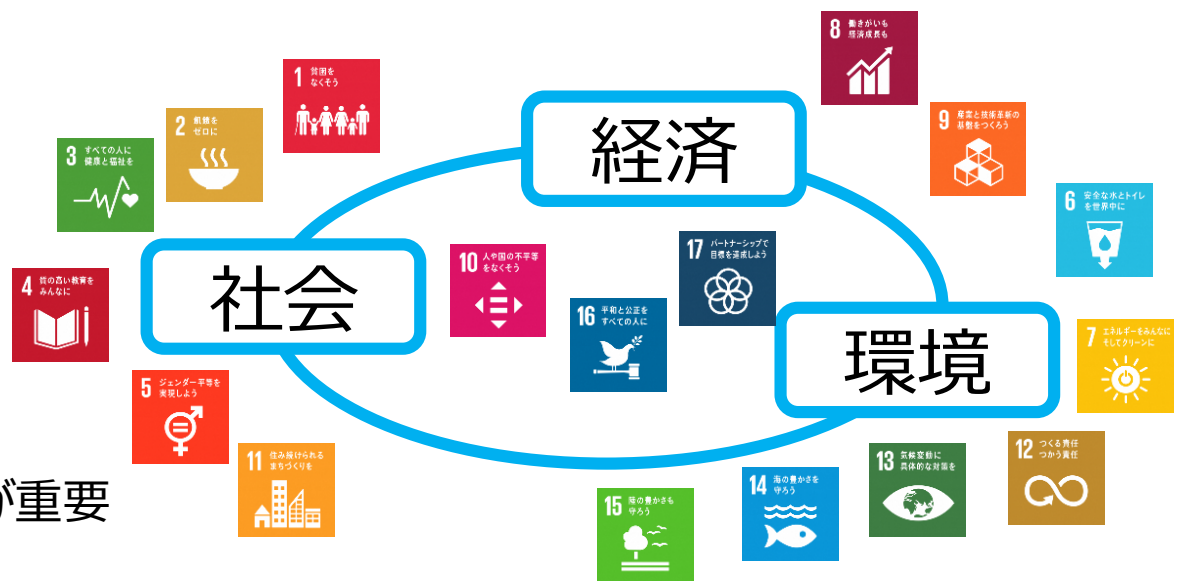 8 働きがいも
経済成長も
1 貧困を
なくそう
2 飢餓を
ゼロに
9 産業と技術革新の
基盤をつくろう
経済
3 すべての人に
健康と福祉を
6 安全な水とトイレ
を世界中に
10 人や国の不平等
をなくそう
17 パートナーシップで
目標を達成しよう
社会
4 質の高い教育を
みんなに
16 平和と公正を
すべての人に
環境
7 エネルギーをみんなに
そしてクリーンに
5 ジェンダー平等を
実現しよう
11 住み続けられる
まちづくりを
13 気候変動に
具体的な対策を
12 つくる責任
つかう責任
14 海の豊かさを
守ろう
15 陸の豊かさも
守ろう
が重要